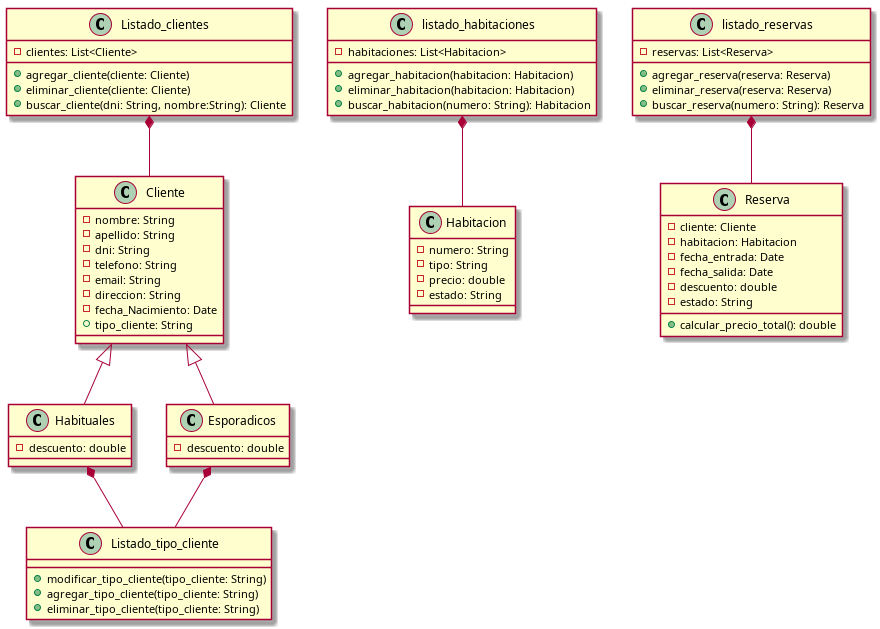 C Listado_clientes
clientes: List<Cliente>
agregar_cliente(cliente: Cliente)
eliminar_cliente(cliente: Cliente)
buscar_cliente(dni: String, nombre:String): Cliente
C listado_habitaciones
habitaciones: List<Habitacion>
agregar_habitacion(habitacion: Habitacion)
eliminar_habitacion(habitacion: Habitacion)
buscar_habitacion(numero: String): Habitacion
C listado_reservas
reservas: List<Reserva>
agregar_reserva(reserva: Reserva)
eliminar_reserva(reserva: Reserva)
buscar_reserva(numero: String): Reserva
C Cliente
nombre: String
apellido: String
dni: String
telefono: String
email: String
direccion: String
fecha_Nacimiento: Date
tipo_cliente: String
C Habitacion
numero: String
tipo: String
precio: double
estado: String
C Reserva
cliente: Cliente
habitacion: Habitacion
fecha_entrada: Date
fecha_salida: Date
descuento: double
estado: String
calcular_precio_total(): double
C Habituales
descuento: double
C Esporadicos
descuento: double
C Listado_tipo_cliente
modificar_tipo_cliente(tipo_cliente: String)
agregar_tipo_cliente(tipo_cliente: String)
eliminar_tipo_cliente(tipo_cliente: String)